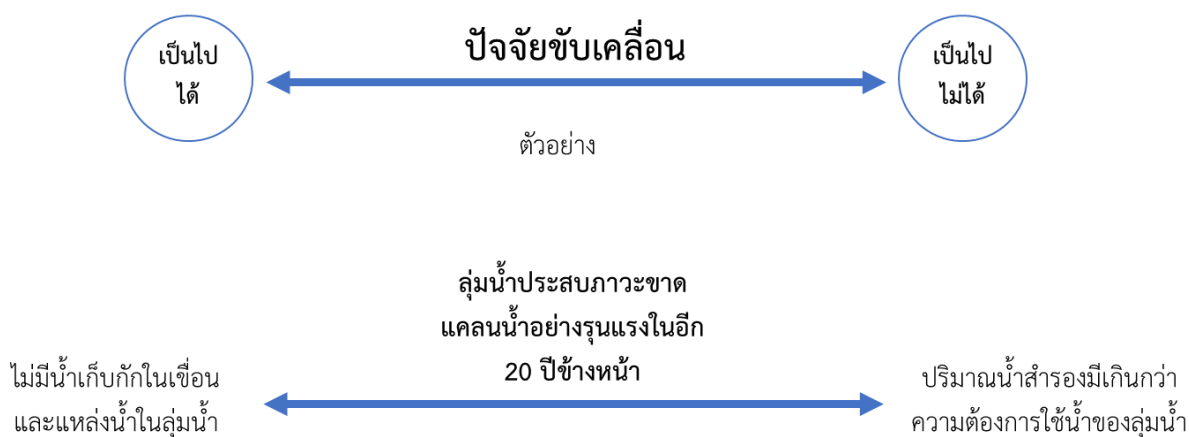 เป็นไป
ได้
ปัจจัยขับเคลื่อน
เป็นไป
ไม่ได้
ตัวอย่าง
ลุ่มน้ำประสบภาวะขาด
แคลนน้ำอย่างรุนแรงในอีก
20 ปีข้างหน้า
ไม่มีน้ำเก็บกักในเขื่อน
และแหล่งน้ำในลุ่มน้ำ
ปริมาณน้ำสำรองมีเกินกว่า
ความต้องการใช้น้ำของลุ่มน้ำ